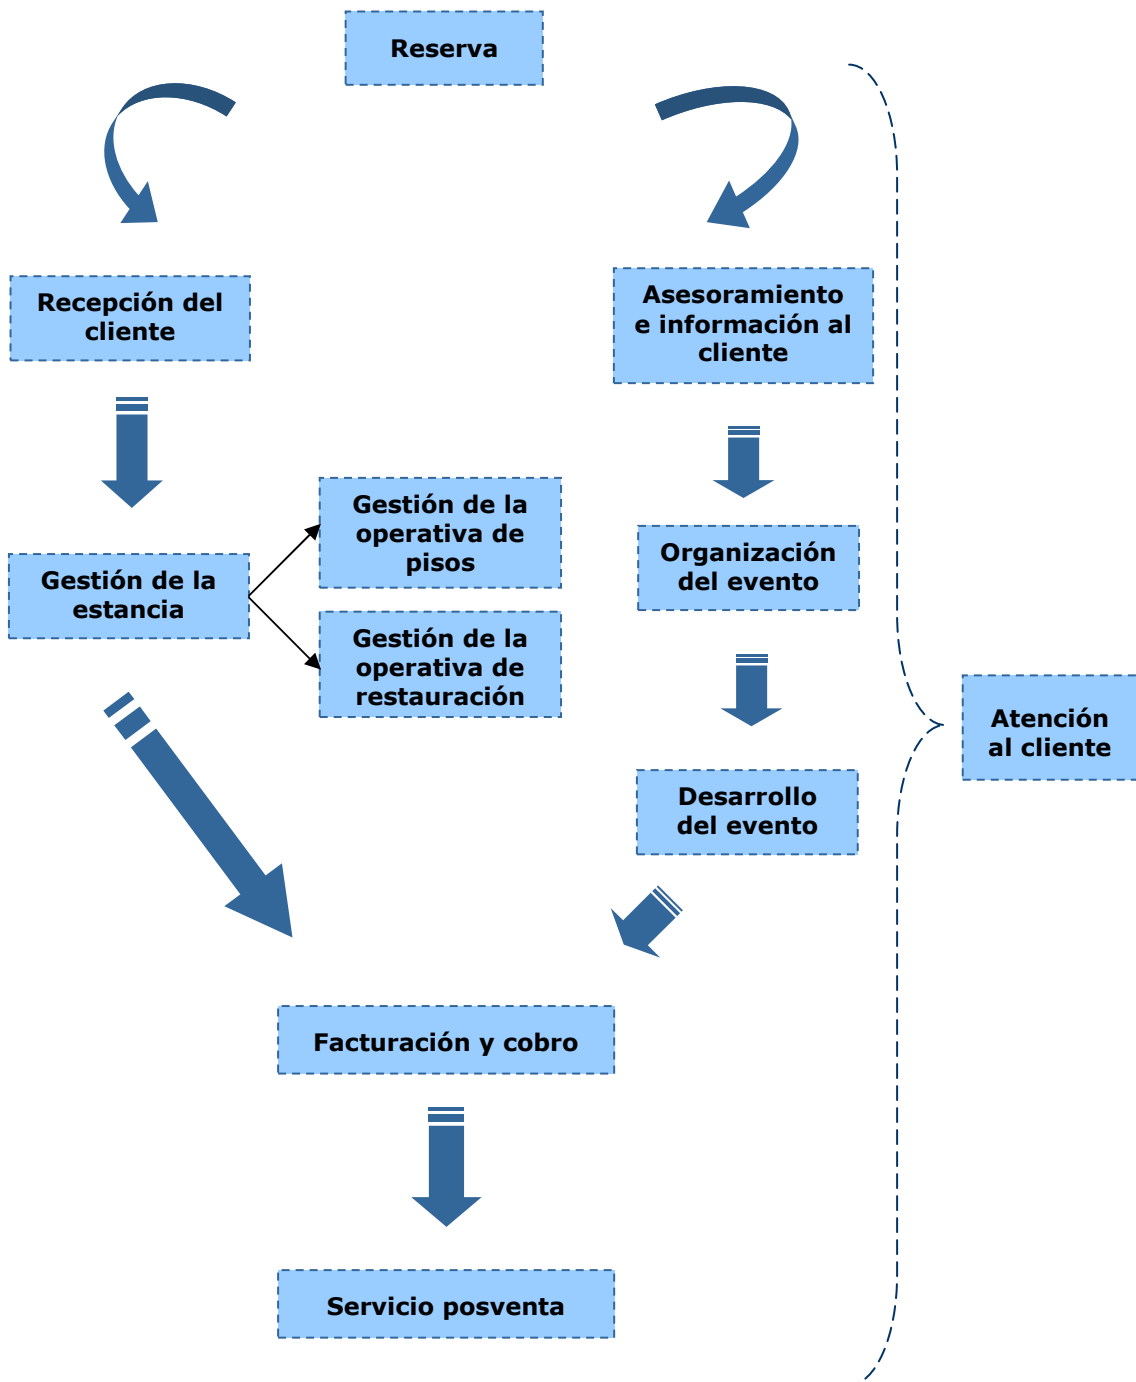 Reserva
Recepción del
cliente
Asesoramiento
e información al
cliente
Gestión de la
operativa de
pisos
Gestión de la
estancia
Gestión de la
operativa de
restauración
Organización
del evento
Atención
al cliente
Desarrollo
del evento
Facturación y cobro
Servicio posventa